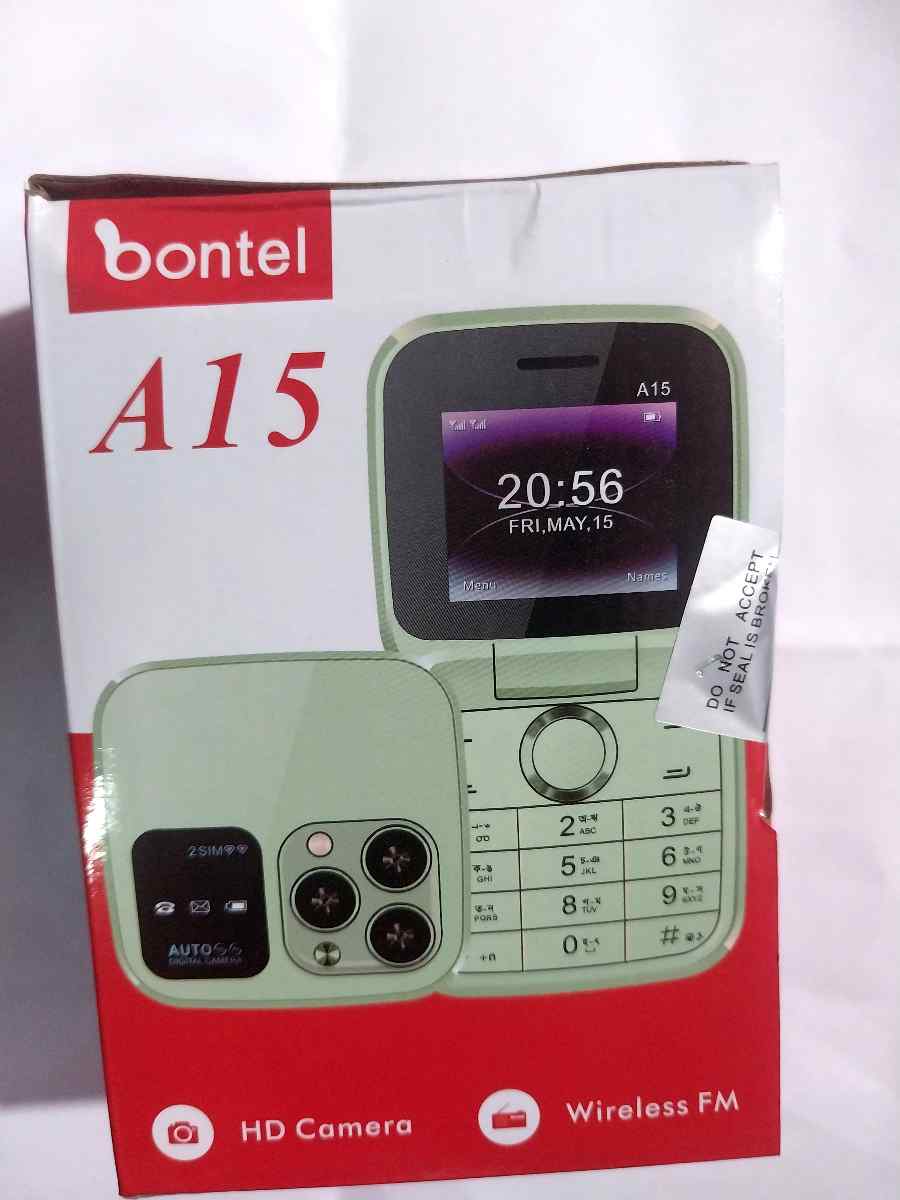 bontel
A15
A15
20:56
FRI,MAY,15
Menu
Names
DO NOT ACCEPT
IF SEAL IS BROKEN
2SIM
AUTO
DIGITAL CAMERA
2 ABC
3 DEF
GHI
5 JKL
6 MNO
PQRS
8 TUV
9 WXYZ
0
#
HD Camera
Wireless FM